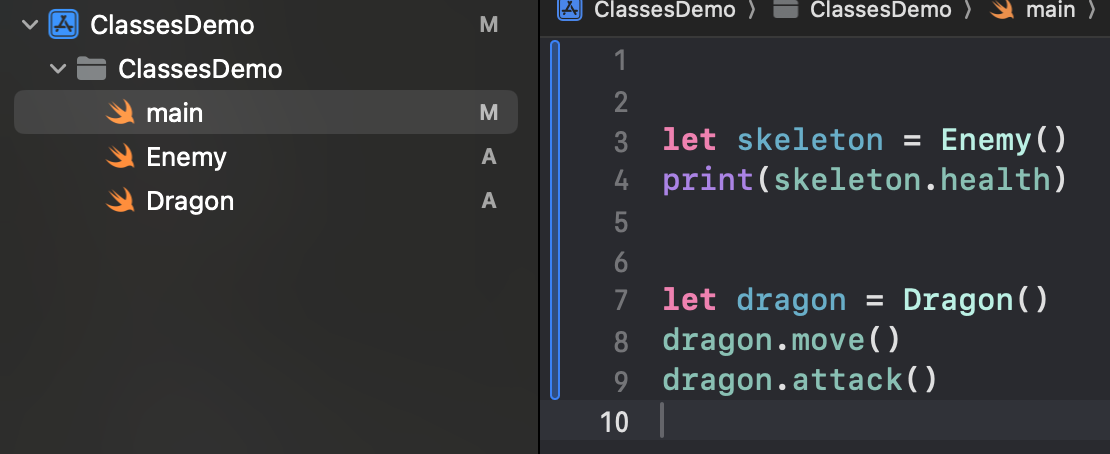 ClassesDemo M
ClassesDemo
main M
Enemy A
Dragon A
ClassesDemo 〉 ClassesDemo 〉 main 〉
1
2
3 let skeleton = Enemy()
4 print(skeleton.health)
5
6
7 let dragon = Dragon()
8 dragon.move()
9 dragon.attack()
10